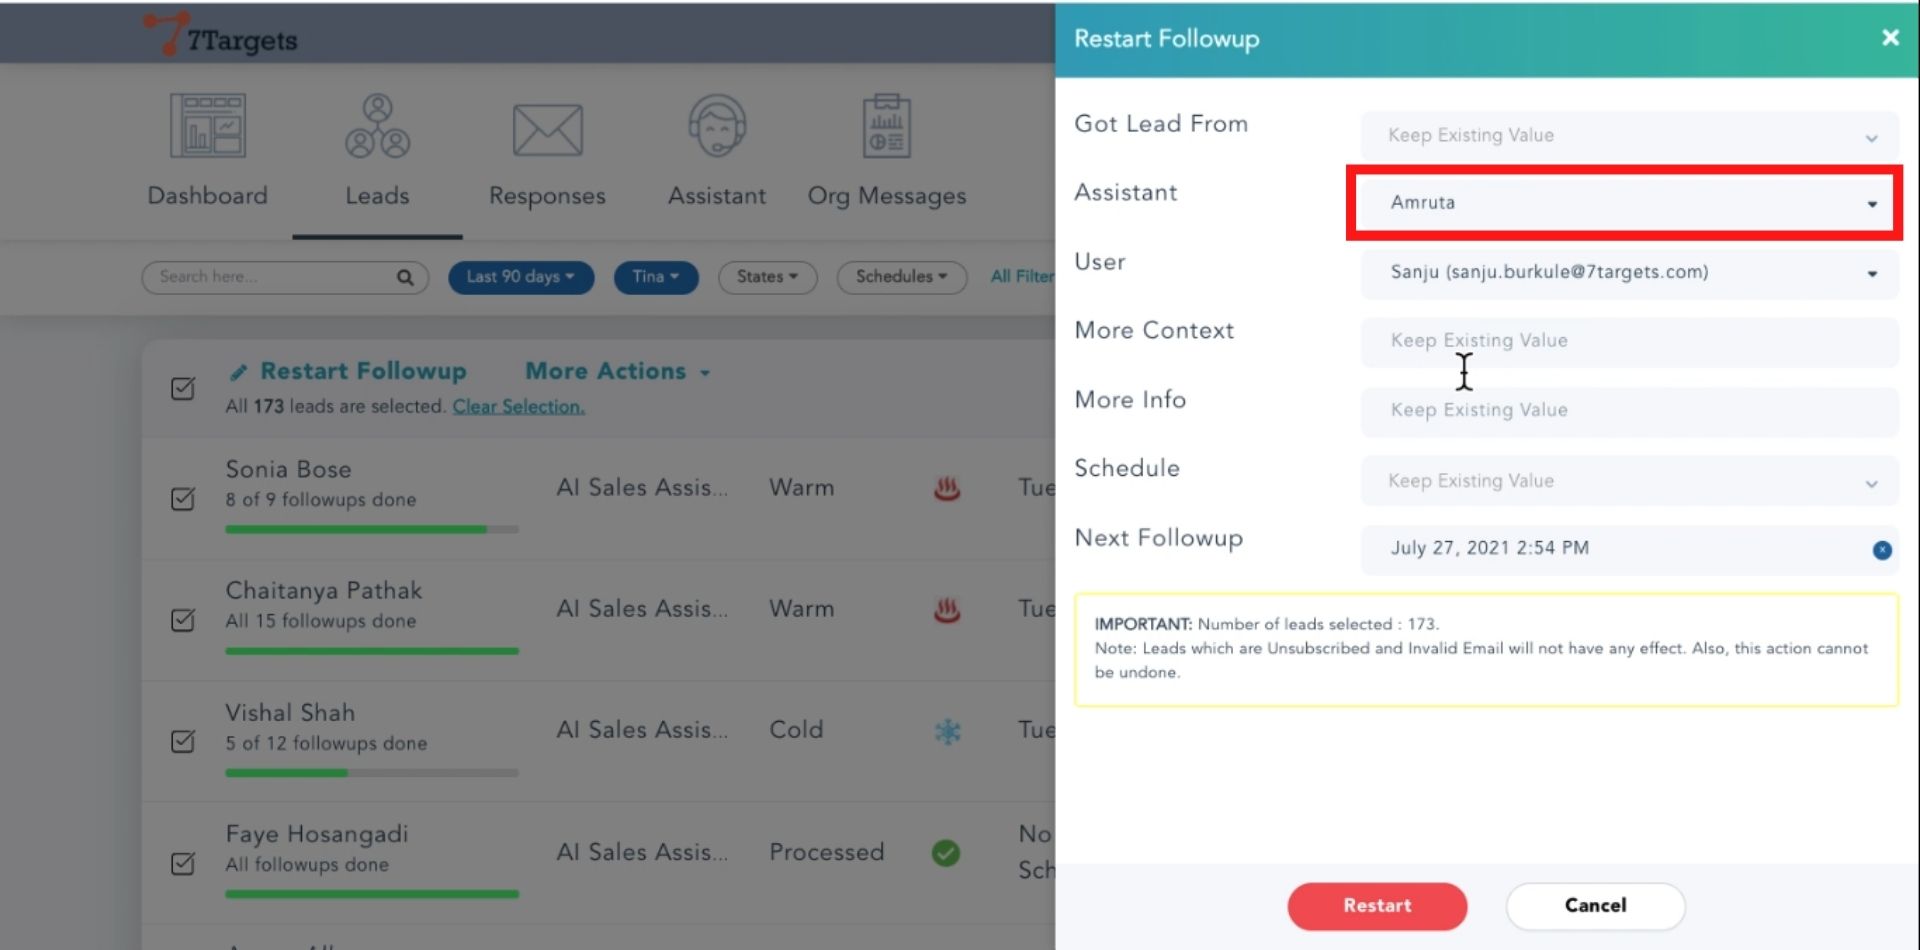 7Targets
Dashboard
Leads
Responses
Assistant
Org Messages
Search here...
Last 90 days
Tina
States
Schedules
All Filter
Restart Followup
More Actions
All 173 leads are selected. Clear Selection.
Sonia Bose
8 of 9 followups done
AI Sales Assis...
Warm
Tue
Chaitanya Pathak
All 15 followups done
AI Sales Assis...
Warm
Tue
Vishal Shah
5 of 12 followups done
AI Sales Assis...
Cold
Tue
Faye Hosangadi
All followups done
AI Sales Assis...
Processed
No
Sch
Restart Followup
Got Lead From
Keep Existing Value
Assistant
Amruta
User
Sanju (sanju.burkule@7targets.com)
More Context
Keep Existing Value
More Info
Keep Existing Value
Schedule
Keep Existing Value
Next Followup
July 27, 2021 2:54 PM
IMPORTANT: Number of leads selected : 173.
Note: Leads which are Unsubscribed and Invalid Email will not have any effect. Also, this action cannot
be undone.
Restart
Cancel